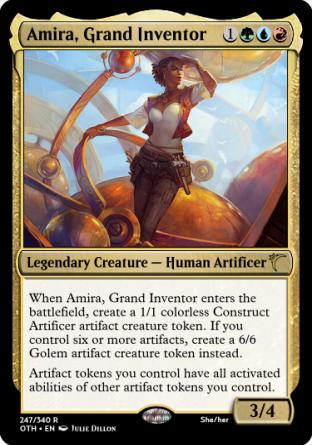 Amira, Grand Inventor 1
Legendary Creature — Human Artificer
When Amira, Grand Inventor enters the
battlefield, create a 1/1 colorless Construct
Artificer artifact creature token. If you
control six or more artifacts, create a 6/6
Golem artifact creature token instead.
Artifact tokens you control have all activated
abilities of other artifact tokens you control.
3/4
247/340 R She/her
OTH • EN Julie Dillon